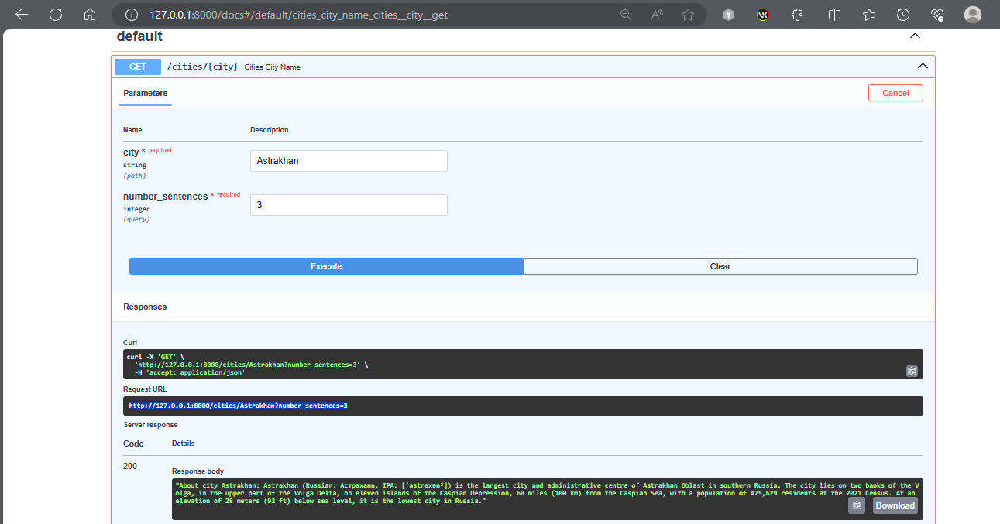 127.0.0.1:8000/docs#/default/cities_city_name_cities__city__get
default
GET /cities/{city} Cities City Name
Parameters
Cancel
Name Description
city * required
string
(path)
Astrakhan
number_sentences * required
integer
(query)
3
Execute Clear
Responses
Curl
curl -X 'GET' \
'http://127.0.0.1:8000/cities/Astrakhan?number_sentences=3' \
-H 'accept: application/json'
Request URL
http://127.0.0.1:8000/cities/Astrakhan?number_sentences=3
Server response
Code Details
200
Response body
"About city Astrakhan: Astrakhan (Russian: Астрахань, IPA: [ˈastrəxənʲ]) is the largest city and administrative centre of Astrakhan Oblast in southern Russia. The city lies on two banks of the V
olga, in the upper part of the Volga Delta, on eleven islands of the Caspian Depression, 60 miles (100 km) from the Caspian Sea, with a population of 475,629 residents at the 2021 Census. At an
elevation of 28 meters (92 ft) below sea level, it is the lowest city in Russia."
Download